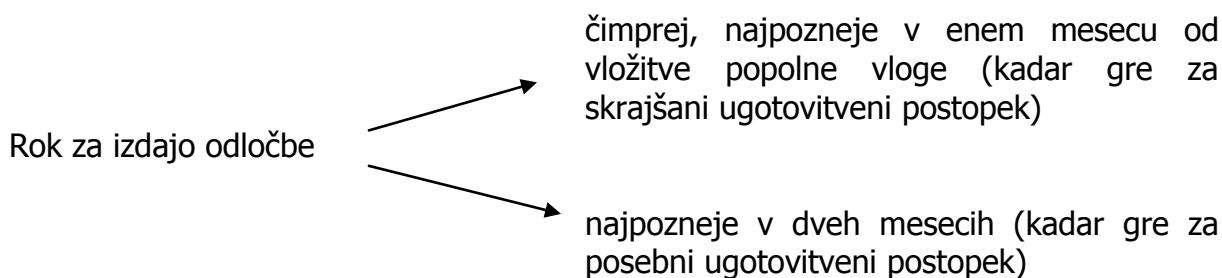 čimprej, najpozneje v enem mesecu od
vložitve popolne vloge (kadar gre za
skrajšani ugotovitveni postopek)
Rok za izdajo odločbe
najpozneje v dveh mesecih (kadar gre za
posebni ugotovitveni postopek)